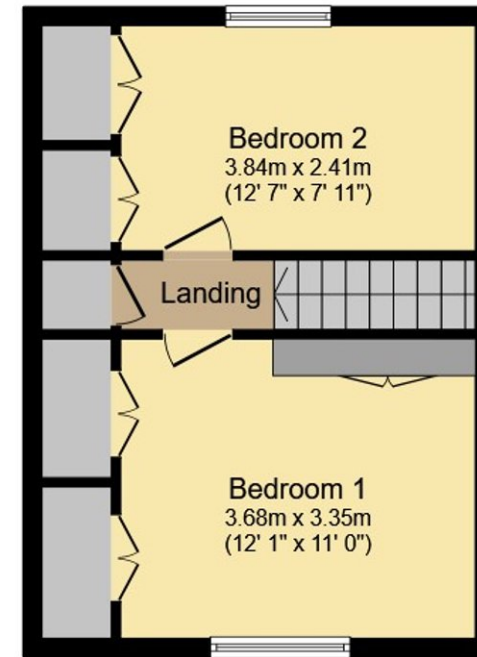 Bedroom 2
3.84m x 2.41m
(12' 7" x 7' 11")
Landing
Bedroom 1
3.68m x 3.35m
(12' 1" x 11' 0")